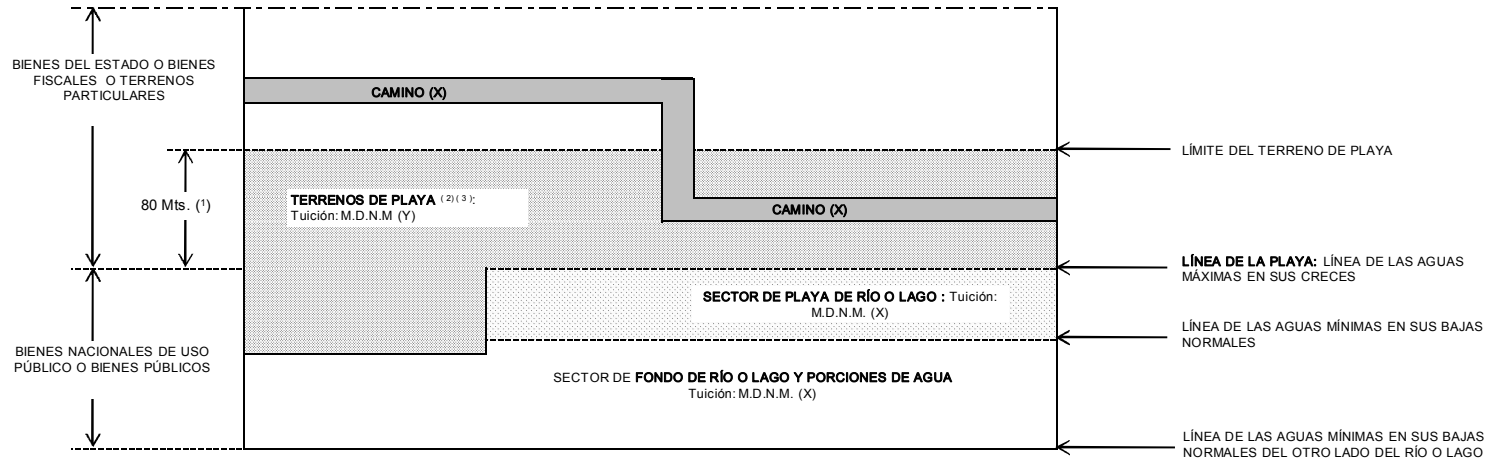 BIENES DEL ESTADO O BIENES
FISCALES O TERRENOS
PARTICULARES
CAMINO (X)
LÍMITE DEL TERRENO DE PLAYA
80 Mts. (¹)
TERRENOS DE PLAYA (2)(3):
Tuición: M.D.N.M (Y)
CAMINO (X)
LÍNEA DE LA PLAYA: LÍNEA DE LAS AGUAS
MÁXIMAS EN SUS CRECES
SECTOR DE PLAYA DE RÍO O LAGO : Tuición:
M.D.N.M. (X)
LÍNEA DE LAS AGUAS MÍNIMAS EN SUS BAJAS
NORMALES
BIENES NACIONALES DE USO
PÚBLICO O BIENES PÚBLICOS
SECTOR DE FONDO DE RÍO O LAGO Y PORCIONES DE AGUA
Tuición: M.D.N.M. (X)
LÍNEA DE LAS AGUAS MÍNIMAS EN SUS BAJAS
NORMALES DEL OTRO LADO DEL RÍO O LAGO